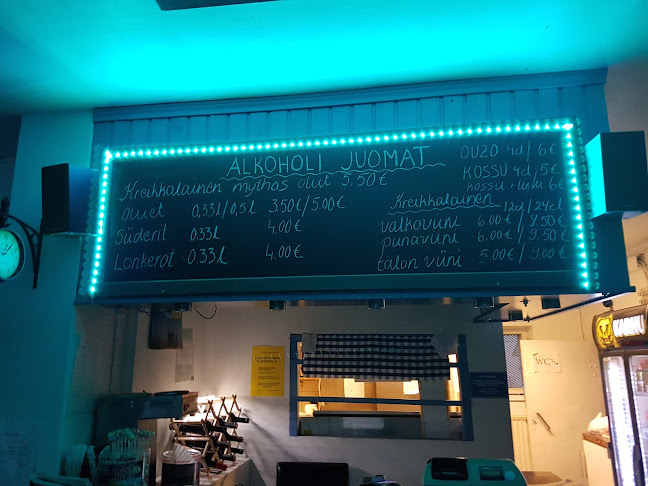 ALKOHOLI JUOMAT
Kreikkalainen mythos olut 5.50€
Oluet 0.33l/0,5l 3.50€/5.00€
Siiderit 0.33l 4.00€
Lonkerot 0.33l 4.00€
OUZO 4cl/6€
KOSSU 4cl/5€
KOSSU + 6€
Kreikkalainen
12cl/24cl
valkoviini 6.00€/9.50€
punaviini 6.00€/9.50€
talon viini 5.00€/9.00€
WC
KARHU